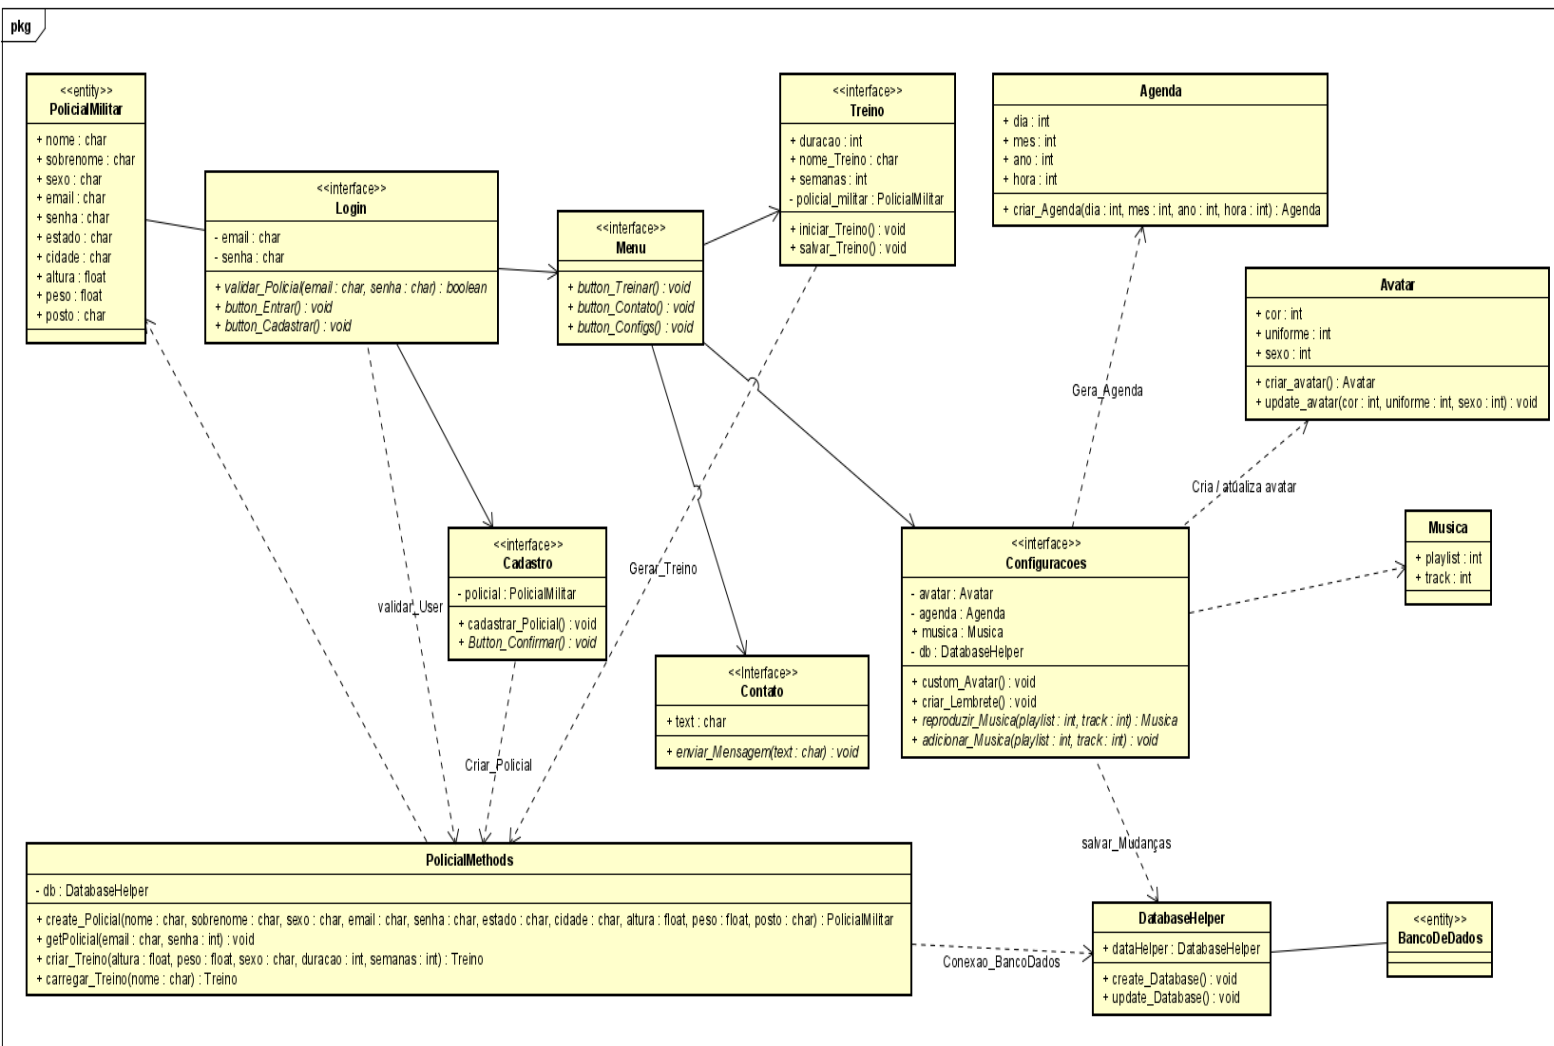 pkg
<<entity>>
PolicialMilitar
+ nome : char
+ sobrenome : char
+ sexo : char
+ email : char
+ senha : char
+ estado : char
+ cidade : char
+ altura : float
+ peso : float
+ posto : char
<<interface>>
Login
- email : char
- senha : char
+ validar_Policial(email : char, senha : char) : boolean
+ button_Entrar() : void
+ button_Cadastrar() : void
<<interface>>
Menu
+ button_Treinar() : void
+ button_Contato() : void
+ button_Configs() : void
<<interface>>
Treino
+ duracao : int
+ nome_Treino : char
+ semanas : int
- policial_militar : PolicialMilitar
+ iniciar_Treino() : void
+ salvar_Treino() : void
Agenda
+ dia : int
+ mes : int
+ ano : int
+ hora : int
+ criar_Agenda(dia : int, mes : int, ano : int, hora : int) : Agenda
Avatar
+ cor : int
+ uniforme : int
+ sexo : int
+ criar_avatar() : Avatar
+ update_avatar(cor : int, uniforme : int, sexo : int) : void
Gera_Agenda
Cria / atualiza avatar
Musica
+ playlist : int
+ track : int
<<interface>>
Cadastro
- policial : PolicialMilitar
+ cadastrar_Policial() : void
+ Button_Confirmar() : void
Gerar_Treino
validar_User
<<interface>>
Configuracoes
- avatar : Avatar
- agenda : Agenda
+ musica : Musica
- db : DatabaseHelper
+ custom_Avatar() : void
+ criar_Lembrete() : void
+ reproduzir_Musica(playlist : int, track : int) : Musica
+ adicionar_Musica(playlist : int, track : int) : void
<<Interface>>
Contato
+ text : char
+ enviar_Mensagem(text : char) : void
Criar_Policial
salvar_Mudanças
PolicialMethods
- db : DatabaseHelper
+ create_Policial(nome : char, sobrenome : char, sexo : char, email : char, senha : char, estado : char, cidade : char, altura : float, peso : float, posto : char) : PolicialMilitar
+ getPolicial(email : char, senha : int) : void
+ criar_Treino(altura : float, peso : float, sexo : char, duracao : int, semanas : int) : Treino
+ carregar_Treino(nome : char) : Treino
Conexao_BancoDados
DatabaseHelper
+ dataHelper : DatabaseHelper
+ create_Database() : void
+ update_Database() : void
<<entity>>
BancoDeDados